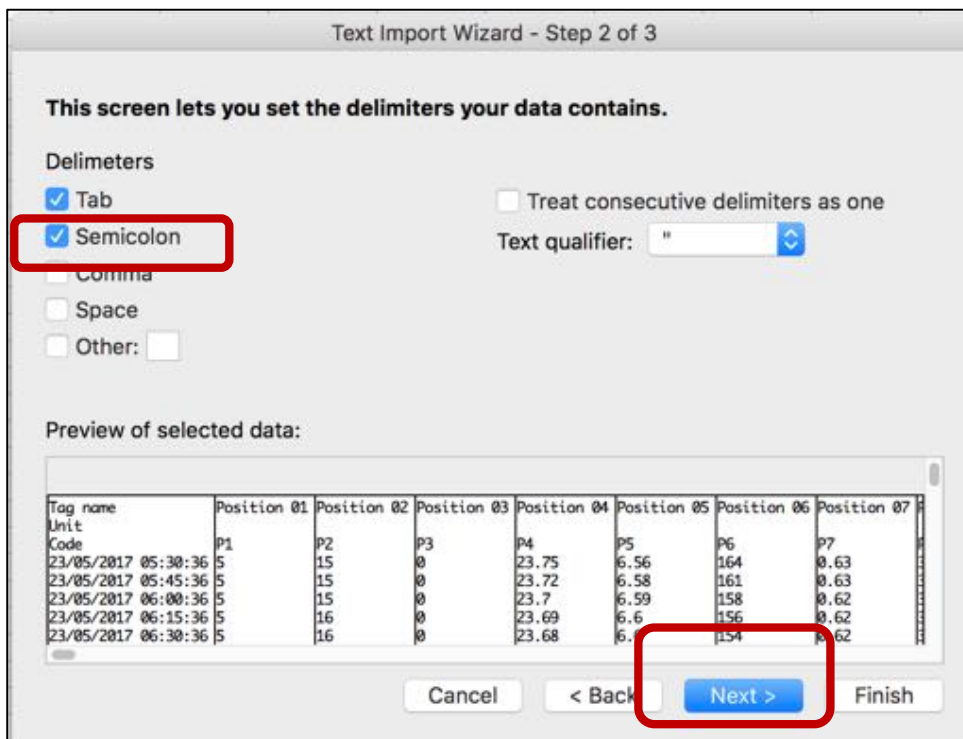 Text Import Wizard - Step 2 of 3
This screen lets you set the delimiters your data contains.
Delimeters
Tab
Treat consecutive delimiters as one
Semicolon
Text qualifier: "
Comma
Space
Other:
Preview of selected data:
Tag name Position 01 Position 02 Position 03 Position 04 Position 05 Position 06 Position 07
Unit
Code P1 P2 P3 P4 P5 P6 P7
23/05/2017 05:30:36 5 15 0 23.75 6.56 164 0.63
23/05/2017 05:45:36 5 15 0 23.72 6.58 161 0.63
23/05/2017 06:00:36 5 15 0 23.7 6.59 158 0.62
23/05/2017 06:15:36 5 16 0 23.69 6.6 156 0.62
23/05/2017 06:30:36 5 16 0 23.68 154 0.62
Cancel < Back Next > Finish